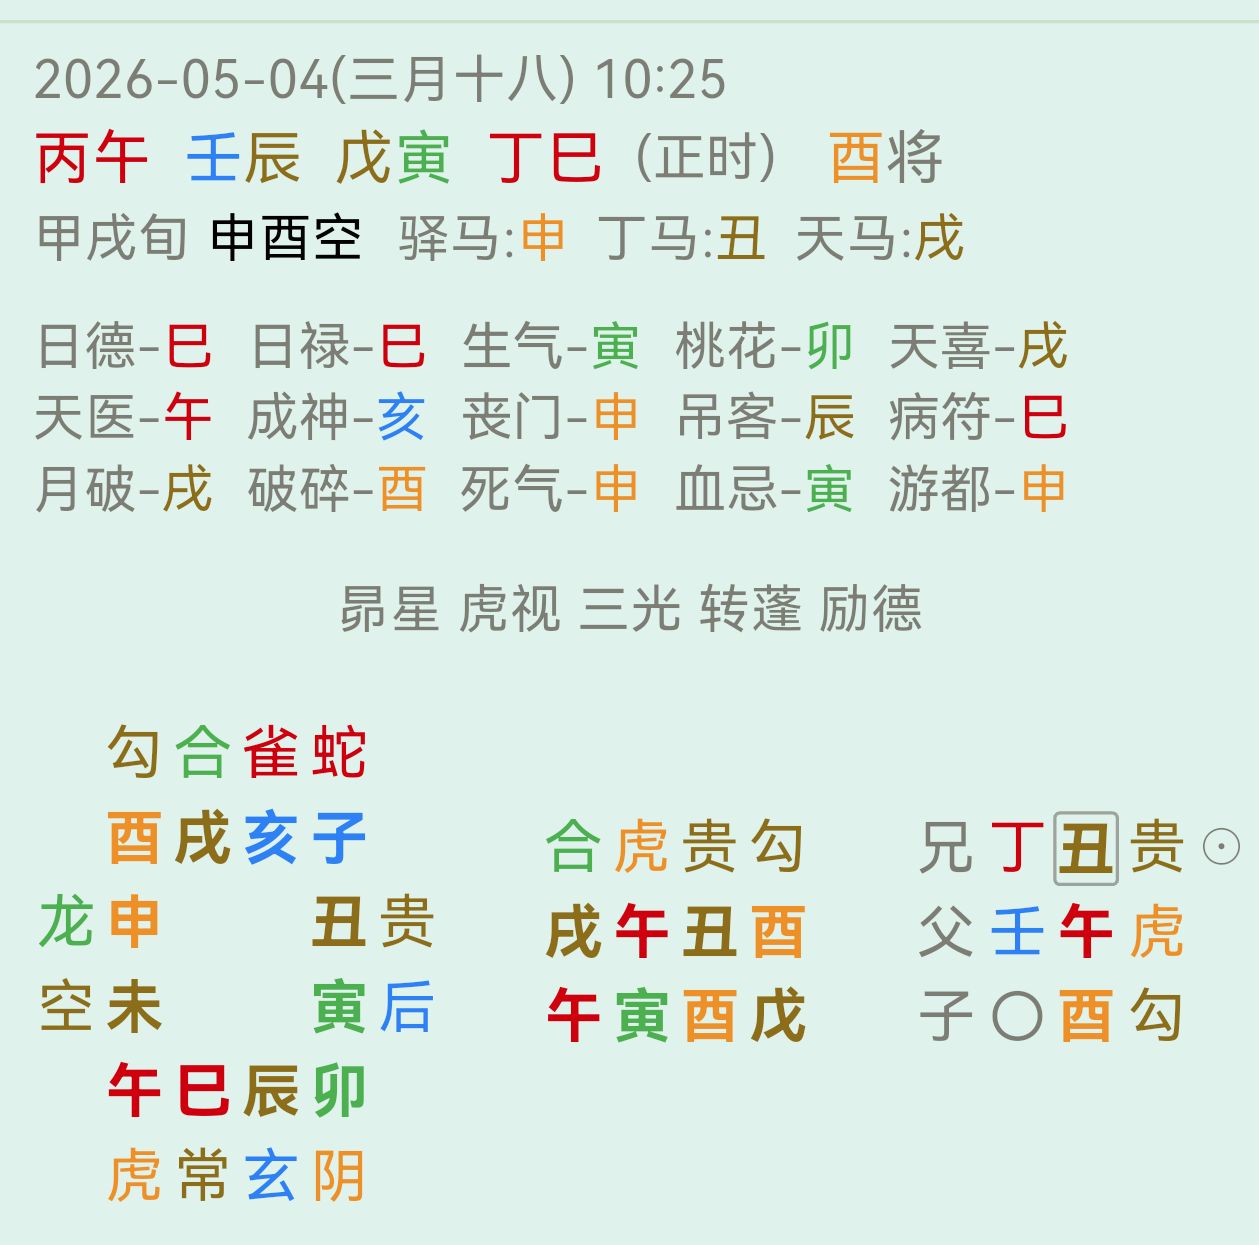 2026-05-04(三月十八) 10:25
丙午 壬辰 戊寅 丁巳 (正时) 酉将
甲戌旬 申酉空 驿马:申 丁马:丑 天马:戌
日德-巳 日禄-巳 生气-寅 桃花-卯 天喜-戌
天医-午 成神-亥 丧门-申 吊客-辰 病符-巳
月破-戌 破碎-酉 死气-申 血忌-寅 游都-申
昴星 虎视 三光 转蓬 励德
勾合雀蛇
酉戌亥子
龙申 丑贵
空未 寅后
午巳辰卯
虎常玄阴
合虎贵勾
戌午丑酉
午寅酉戊
兄丁丑贵⊙
父壬午虎
子〇酉勾